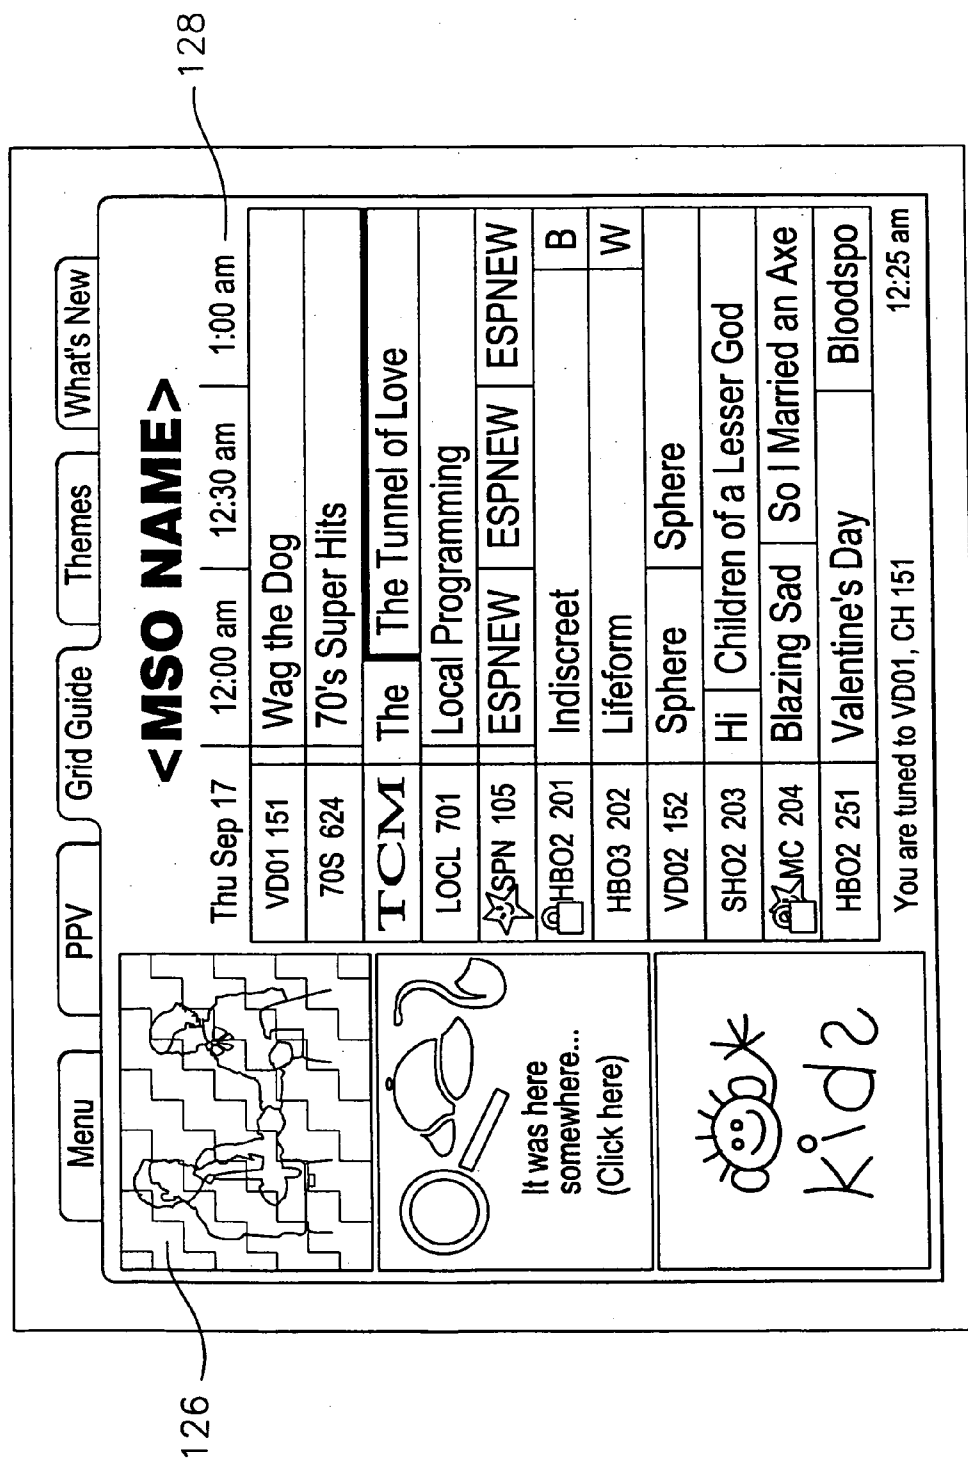 Menu PPV Grid Guide Themes What's New
<MSO NAME>
Thu Sep 17 12:00 am 12:30 am 1:00 am
VD01 151 Wag the Dog
70S 624 70's Super Hits
TCM The The Tunnel of Love
LOCL 701 Local Programming
SPN 105 ESPNEW ESPNEW ESPNEW
HBO2 201 Indiscreet B
HBO3 202 Lifeform W
VD02 152 Sphere Sphere
SHO2 203 Hi Children of a Lesser God
MC 204 Blazing Sad So I Married an Axe
HBO2 251 Valentine's Day Bloodspo
You are tuned to VD01, CH 151 12:25 am
It was here
somewhere...
(Click here)
Kids
126
128